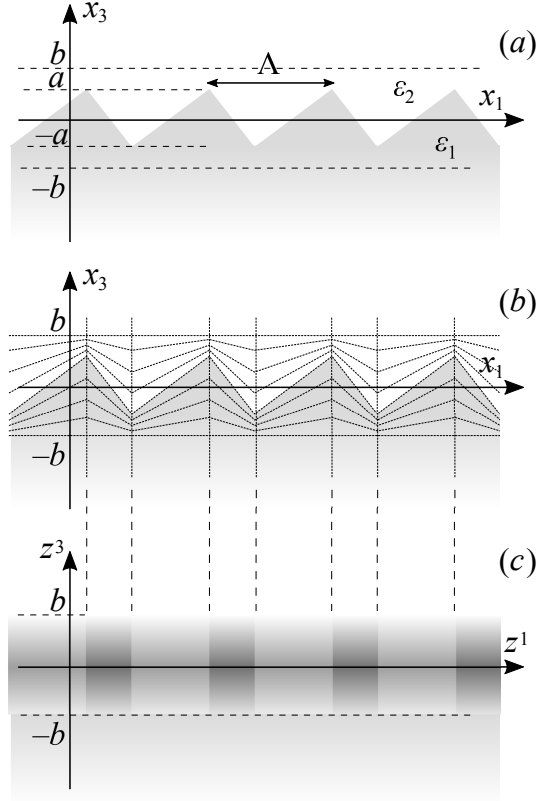 x₃
(a)
b
a
Λ
ε₂
x₁
–a
ε₁
–b
x₃
(b)
b
x₁
–b
z³
(c)
b
z¹
–b